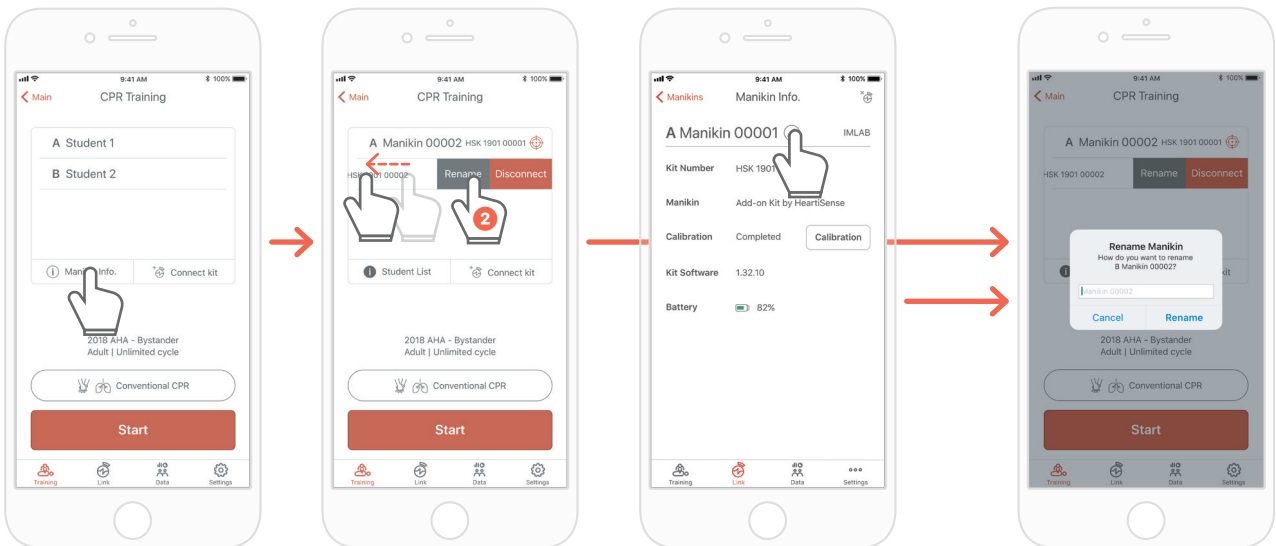 9:41 AM
100%
Main
CPR Training
A Student 1
B Student 2
Manikin Info.
Connect kit
2018 AHA - Bystander
Adult | Unlimited cycle
Conventional CPR
Start
Training
Link
Data
Settings
9:41 AM
100%
Main
CPR Training
A Manikin 00002 HSK 1901 00001
HSK 1901 00002
Rename
Disconnect
2
Student List
Connect kit
2018 AHA - Bystander
Adult | Unlimited cycle
Conventional CPR
Start
Training
Link
Data
Settings
9:41 AM
100%
Manikins
Manikin Info.
A Manikin 00001
IMLAB
Kit Number
HSK 1901
Manikin
Add-on Kit by HeartiSense
Calibration
Completed
Calibration
Kit Software
1.32.10
Battery
82%
Training
Link
Data
Settings
9:41 AM
100%
Main
CPR Training
A Manikin 00002 HSK 1901 00001
HSK 1901 00002
Rename
Disconnect
Rename Manikin
How do you want to rename
B Manikin 00002?
Manikin 00002
Cancel
Rename
kit
2018 AHA - Bystander
Adult | Unlimited cycle
Conventional CPR
Start
Training
Link
Data
Settings